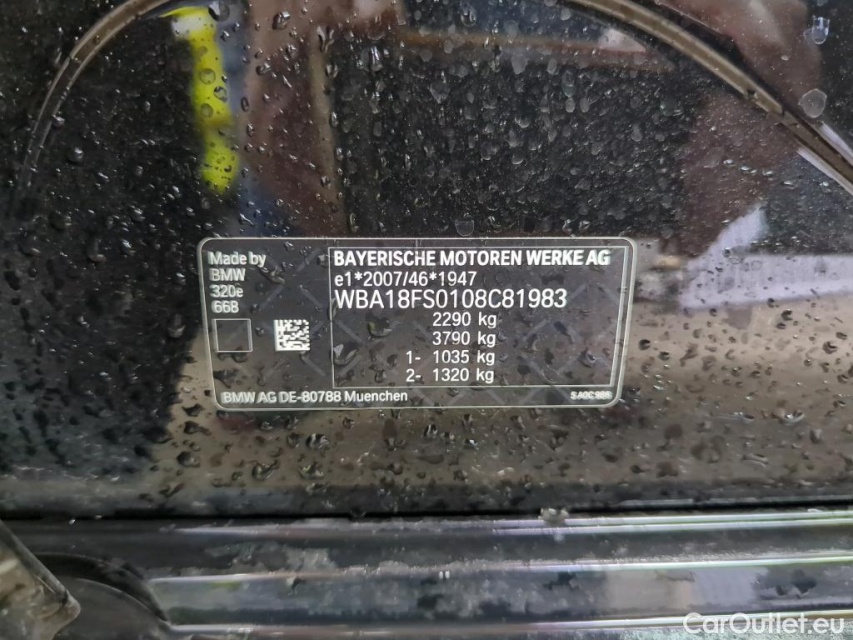 Made by
BMW
320e
668
BAYERISCHE MOTOREN WERKE AG
e1*2007/46*1947
WBA18FS0108C81983
2290 kg
3790 kg
1- 1035 kg
2- 1320 kg
BMW AG DE-80788 Muenchen
CarOutlet.eu